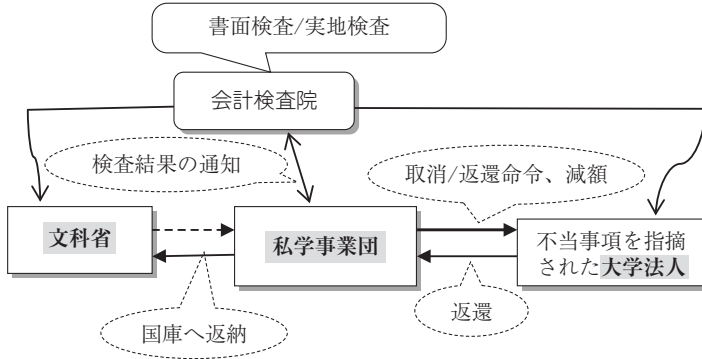 書面検査/実地検査
会計検査院
検査結果の通知
取消/返還命令、減額
文科省
私学事業団
不当事項を指摘
された大学法人
国庫へ返納
返還